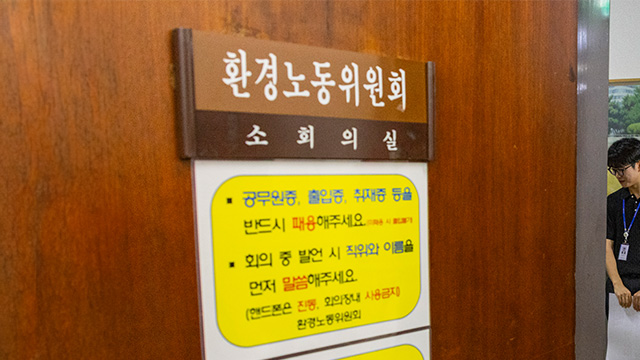 환경노동위원회
소 회 의 실
▪ 공무원증, 출입증, 취재증 등을
반드시 패용해주세요.
▪ 회의 중 발언 시 직위와 이름을
먼저 말씀해주세요.
(핸드폰은 진동, 회의장내 사용금지)
환경노동위원회